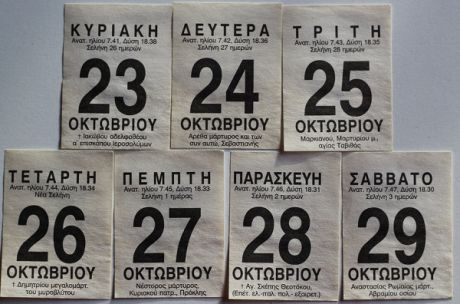 ΚΥΡΙΑΚΗ
Ανατ. ηλίου 7.41, Δύση 18.38
Σελήνη 26 ημερών
23
ΟΚΤΩΒΡΙΟΥ
† Ιακώβου αδελφοθέου
α' επισκόπου Ιεροσολύμων
ΔΕΥΤΕΡΑ
Ανατ. ηλίου 7.42, Δύση 18.36
Σελήνη 27 ημερών
24
ΟΚΤΩΒΡΙΟΥ
Αρέθα μάρτυρος και των
συν αυτώ, Σεβαστιανής
ΤΡΙΤΗ
Ανατ. ηλίου 7.43, Δύση 18.35
Σελήνη 28 ημερών
25
ΟΚΤΩΒΡΙΟΥ
Μαρκιανού, Μαρτυρίου μ.,
αγίας Ταβιθάς
ΤΕΤΑΡΤΗ
Ανατ. ηλίου 7.44, Δύση 18.34
Νέα Σελήνη
26
ΟΚΤΩΒΡΙΟΥ
† Δημητρίου μεγαλομάρτ.
του μυροβλύτου
ΠΕΜΠΤΗ
Ανατ. ηλίου 7.45, Δύση 18.33
Σελήνη 1 ημέρας
27
ΟΚΤΩΒΡΙΟΥ
Νέστορος μάρτυρος,
Κυριακού πατρ., Πρόκλης
ΠΑΡΑΣΚΕΥΗ
Ανατ. ηλίου 7.46, Δύση 18.31
Σελήνη 2 ημερών
28
ΟΚΤΩΒΡΙΟΥ
† Αγ. Σκέπης Θεοτόκου,
(Επέτ. ελ.-ιταλ. πολ.-εξαιρετ.)
ΣΑΒΒΑΤΟ
Ανατ. ηλίου 7.47, Δύση 18.30
Σελήνη 3 ημερών
29
ΟΚΤΩΒΡΙΟΥ
Αναστασίας Ρωμαίας μάρτ.,
Αβραμίου οσίου